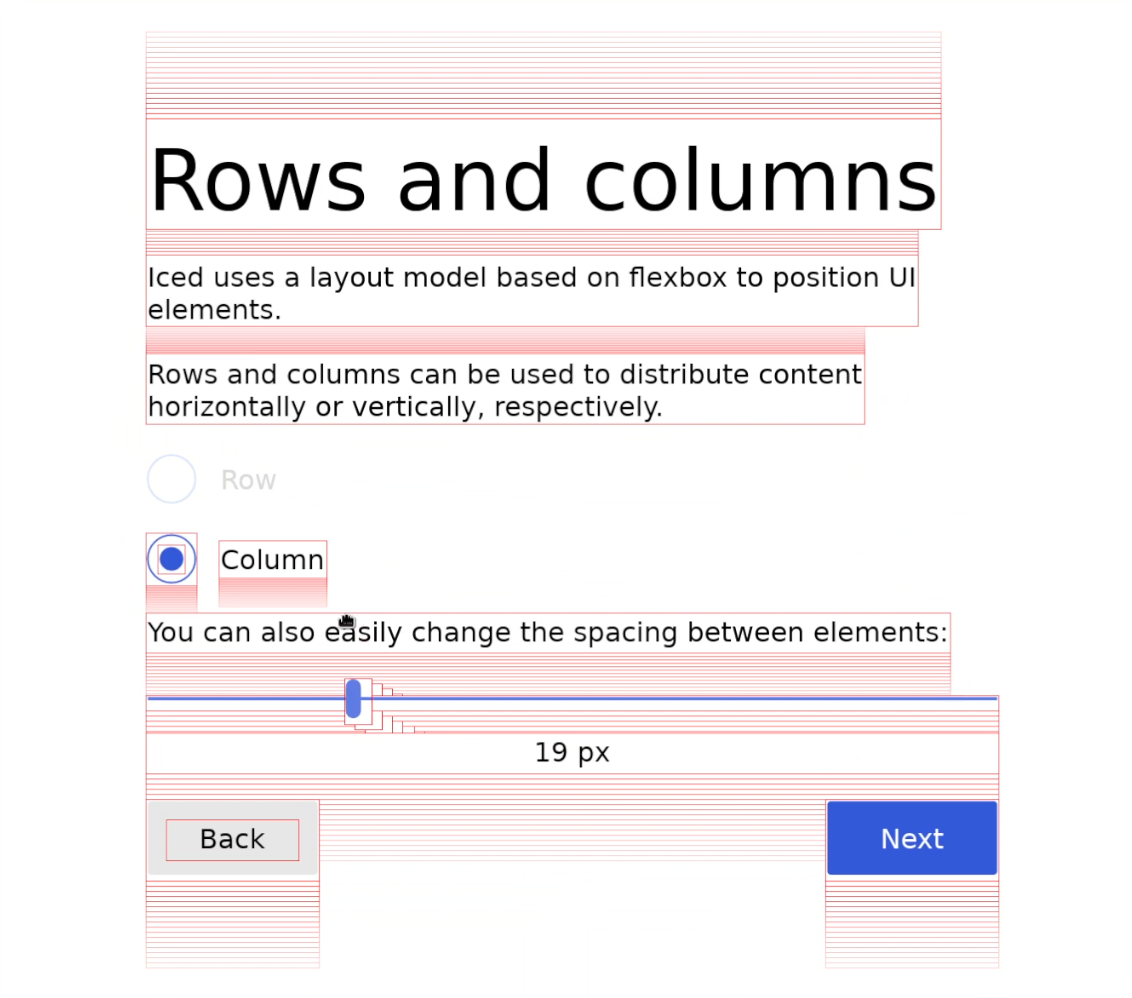 Rows and columns
Iced uses a layout model based on flexbox to position UI
elements.
Rows and columns can be used to distribute content
horizontally or vertically, respectively.
Row
Column
You can also easily change the spacing between elements:
19 px
Back
Next